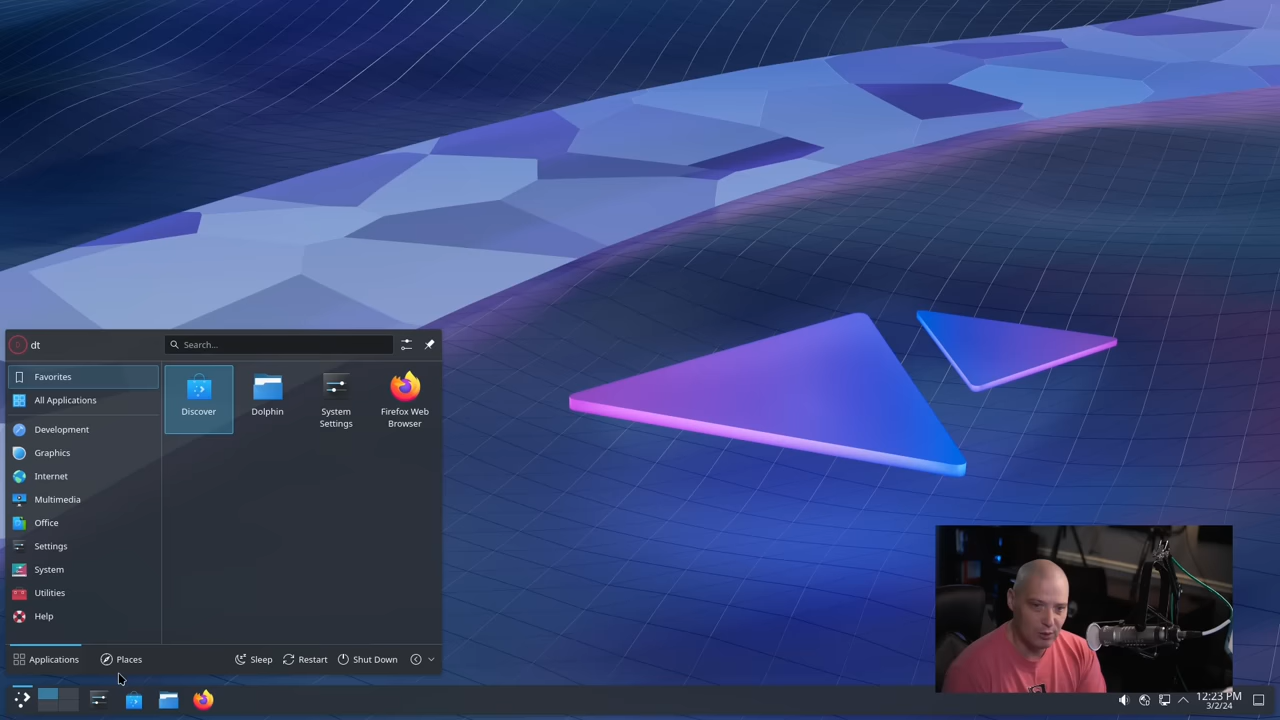 dt
Search...
Favorites
All Applications
Development
Graphics
Internet
Multimedia
Office
Settings
System
Utilities
Help
Discover
Dolphin
System
Settings
Firefox Web
Browser
Applications
Places
Sleep
Restart
Shut Down
12:23 PM
3/2/24